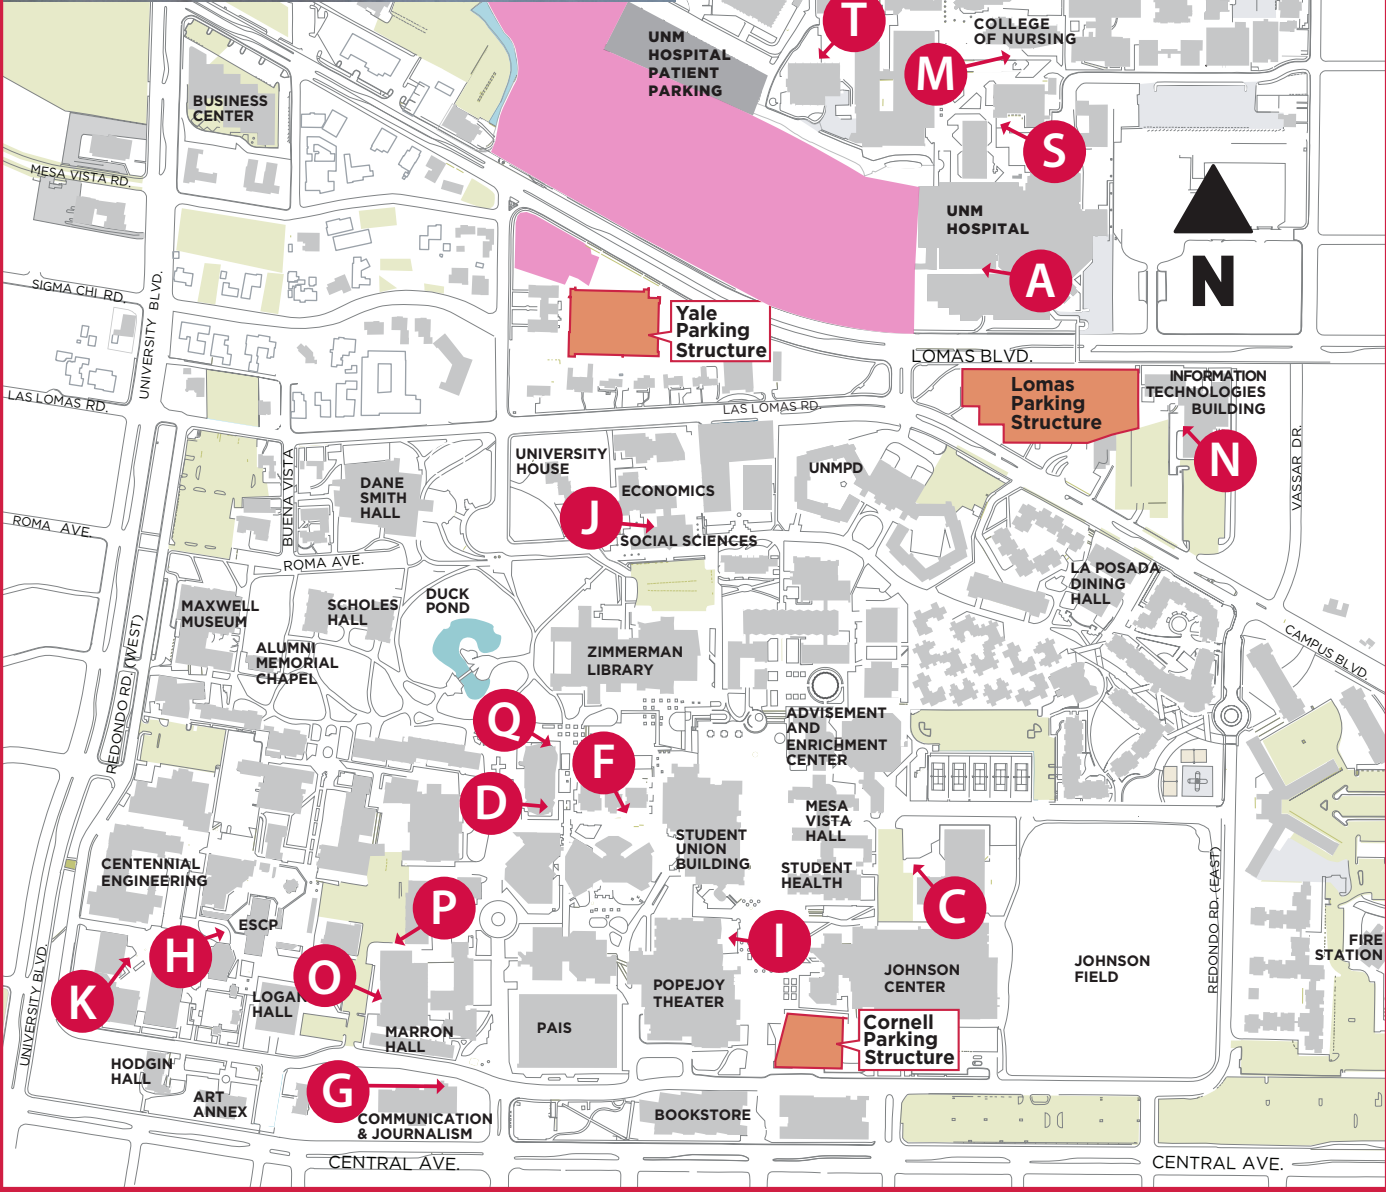 T
COLLEGE
OF NURSING
UNM
HOSPITAL
PATIENT
PARKING
M
BUSINESS
CENTER
S
MESA VISTA RD.
UNM
HOSPITAL
A
N
SIGMA CHI RD.
UNIVERSITY BLVD.
Yale
Parking
Structure
LOMAS BLVD.
INFORMATION
TECHNOLOGIES
BUILDING
Lomas
Parking
Structure
LAS LOMAS RD.
LAS LOMAS RD.
N
VASSAR DR.
UNIVERSITY
HOUSE
UNMPD
DANE
SMITH
HALL
ECONOMICS
J
SOCIAL SCIENCES
BUENA VISTA
ROMA AVE.
ROMA AVE.
LA POSADA
DINING
HALL
DUCK
POND
MAXWELL
MUSEUM
SCHOLES
HALL
REDONDO RD. (WEST)
ALUMNI
MEMORIAL
CHAPEL
ZIMMERMAN
LIBRARY
CAMPUS BLVD.
Q
ADVISEMENT
AND
ENRICHMENT
CENTER
F
D
MESA
VISTA
HALL
STUDENT
UNION
BUILDING
CENTENNIAL
ENGINEERING
STUDENT
HEALTH
REDONDO RD. (EAST)
P
C
ESCP
H
I
FIRE
STATION
UNIVERSITY BLVD.
O
K
LOGAN
HALL
JOHNSON
CENTER
JOHNSON
FIELD
POPEJOY
THEATER
MARRON
HALL
PAIS
Cornell
Parking
Structure
HODGIN
HALL
G
ART
ANNEX
COMMUNICATION
& JOURNALISM
BOOKSTORE
CENTRAL AVE.
CENTRAL AVE.